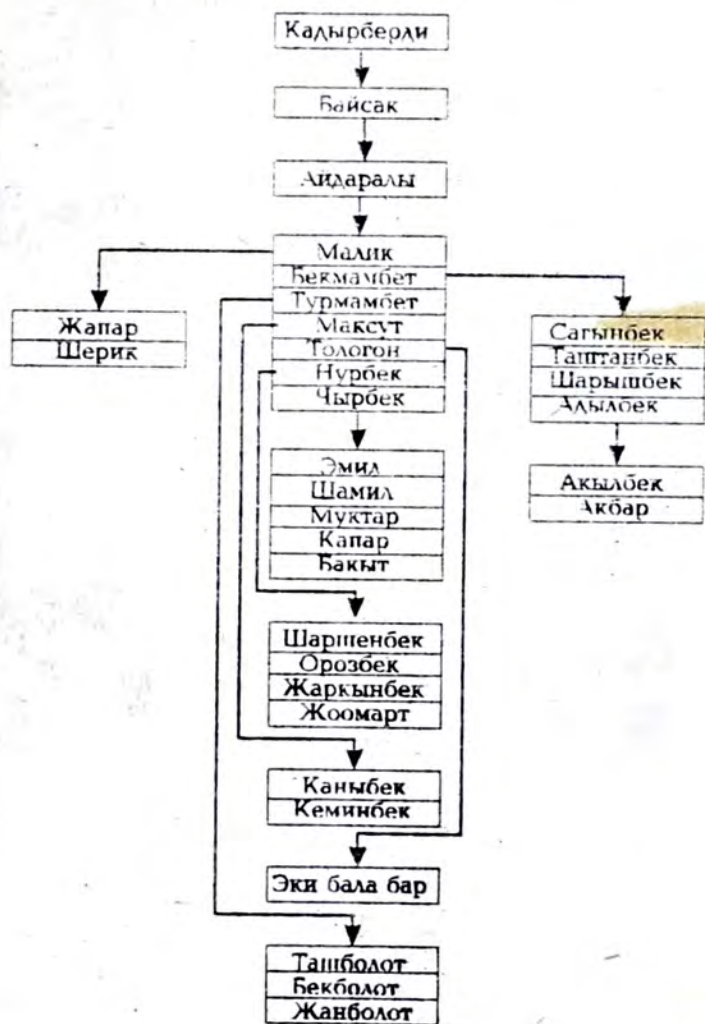 Кадырберди
Байсак
Айдаралы
Малик
Бекмамбет
Турмамбет
Максут
Тологон
Нурбек
Чырбек
Жапар
Шерик
Сагынбек
Таштанбек
Шарышбек
Адылбек
Акылбек
Акбар
Эмил
Шамил
Муктар
Капар
Бакыт
Шаршенбек
Орозбек
Жаркынбек
Жоомарт
Каныбек
Кеминбек
Эки бала бар
Ташболот
Бекболот
Жанболот